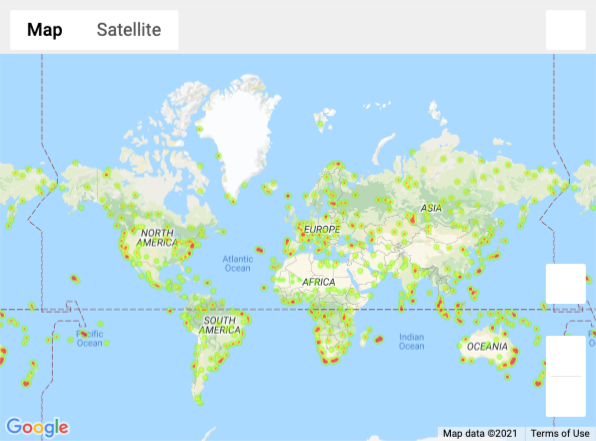 Map Satellite
ASIA
NORTH
AMERICA
EUROPE
Atlantic
Ocean
AFRICA
SOUTH
AMERICA
Pacific
Ocean
Indian
Ocean
OCEANIA
P
Oc
Google
Map data ©2021 Terms of Use